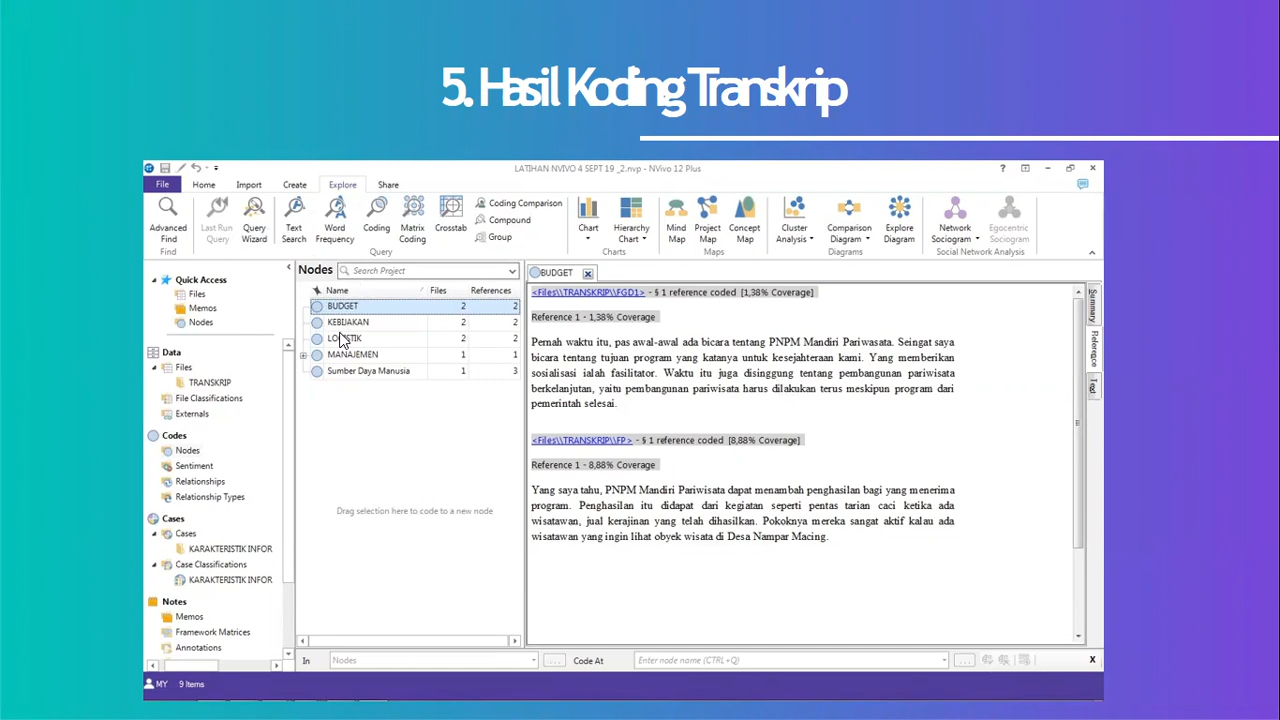 5. Hasil Koding Transkrip
LATIHAN NVIVO 4 SEPT 19 _2.nvp - NVivo 12 Plus
File Home Import Create Explore Share
Advanced Find
Last Run Query
Query Wizard
Text Search
Word Frequency
Coding
Matrix Coding
Crosstab
Coding Comparison
Compound
Group
Query
Chart
Hierarchy Chart
Charts
Mind Map
Project Map
Concept Map
Maps
Cluster Analysis
Comparison Diagram
Explore Diagram
Diagrams
Network Sociogram
Egocentric Sociogram
Social Network Analysis
Quick Access
Files
Memos
Nodes
Data
Files
TRANSKRIP
File Classifications
Externals
Codes
Nodes
Sentiment
Relationships
Relationship Types
Cases
Cases
KARAKTERISTIK INFOR
Case Classifications
KARAKTERISTIK INFOR
Notes
Memos
Framework Matrices
Annotations
Nodes
Search Project
Name Files References
BUDGET 2 2
KEBIJAKAN 2 2
LOGISTIK 2 2
MANAJEMEN 1 1
Sumber Daya Manusia 1 3
Drag selection here to code to a new node
BUDGET
<Files\\TRANSKRIP\\FGD1> - § 1 reference coded [1,38% Coverage]
Reference 1 - 1,38% Coverage
Pernah waktu itu, pas awal-awal ada bicara tentang PNPM Mandiri Pariwasata. Seingat saya
bicara tentang tujuan program yang katanya untuk kesejahteraan kami. Yang memberikan
sosialisasi ialah fasilitator. Waktu itu juga disinggung tentang pembangunan pariwisata
berkelanjutan, yaitu pembangunan pariwisata harus dilakukan terus meskipun program dari
pemerintah selesai.
<Files\\TRANSKRIP\\FP> - § 1 reference coded [8,88% Coverage]
Reference 1 - 8,88% Coverage
Yang saya tahu, PNPM Mandiri Pariwisata dapat menambah penghasilan bagi yang menerima
program. Penghasilan itu didapat dari kegiatan seperti pentas tarian caci ketika ada
wisatawan, jual kerajinan yang telah dihasilkan. Pokoknya mereka sangat aktif kalau ada
wisatawan yang ingin lihat obyek wisata di Desa Nampar Macing.
Summary
Reference
Text
In Nodes ... Code At Enter node name (CTRL+Q) ... X
MY 9 Items